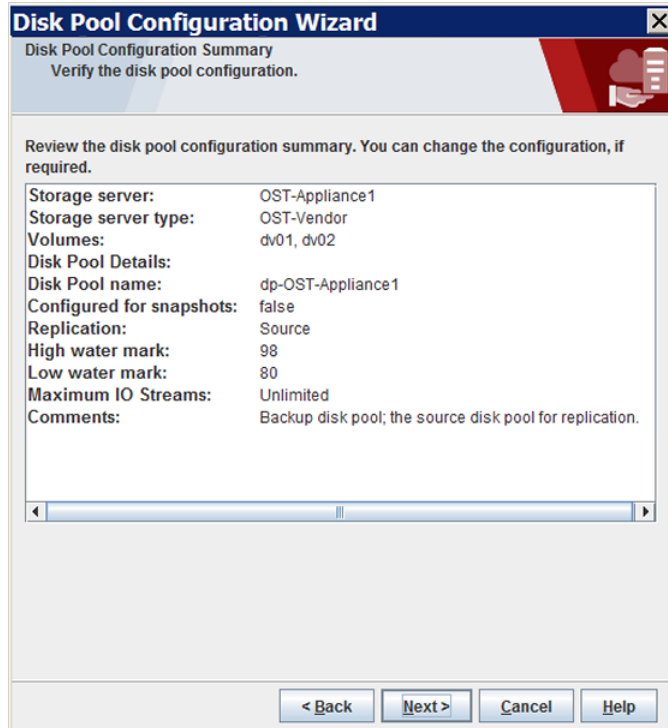 Disk Pool Configuration Wizard
Disk Pool Configuration Summary
Verify the disk pool configuration.
Review the disk pool configuration summary. You can change the configuration, if
required.
Storage server: OST-Appliance1
Storage server type: OST-Vendor
Volumes: dv01, dv02
Disk Pool Details:
Disk Pool name: dp-OST-Appliance1
Configured for snapshots: false
Replication: Source
High water mark: 98
Low water mark: 80
Maximum IO Streams: Unlimited
Comments: Backup disk pool; the source disk pool for replication.
< Back Next > Cancel Help